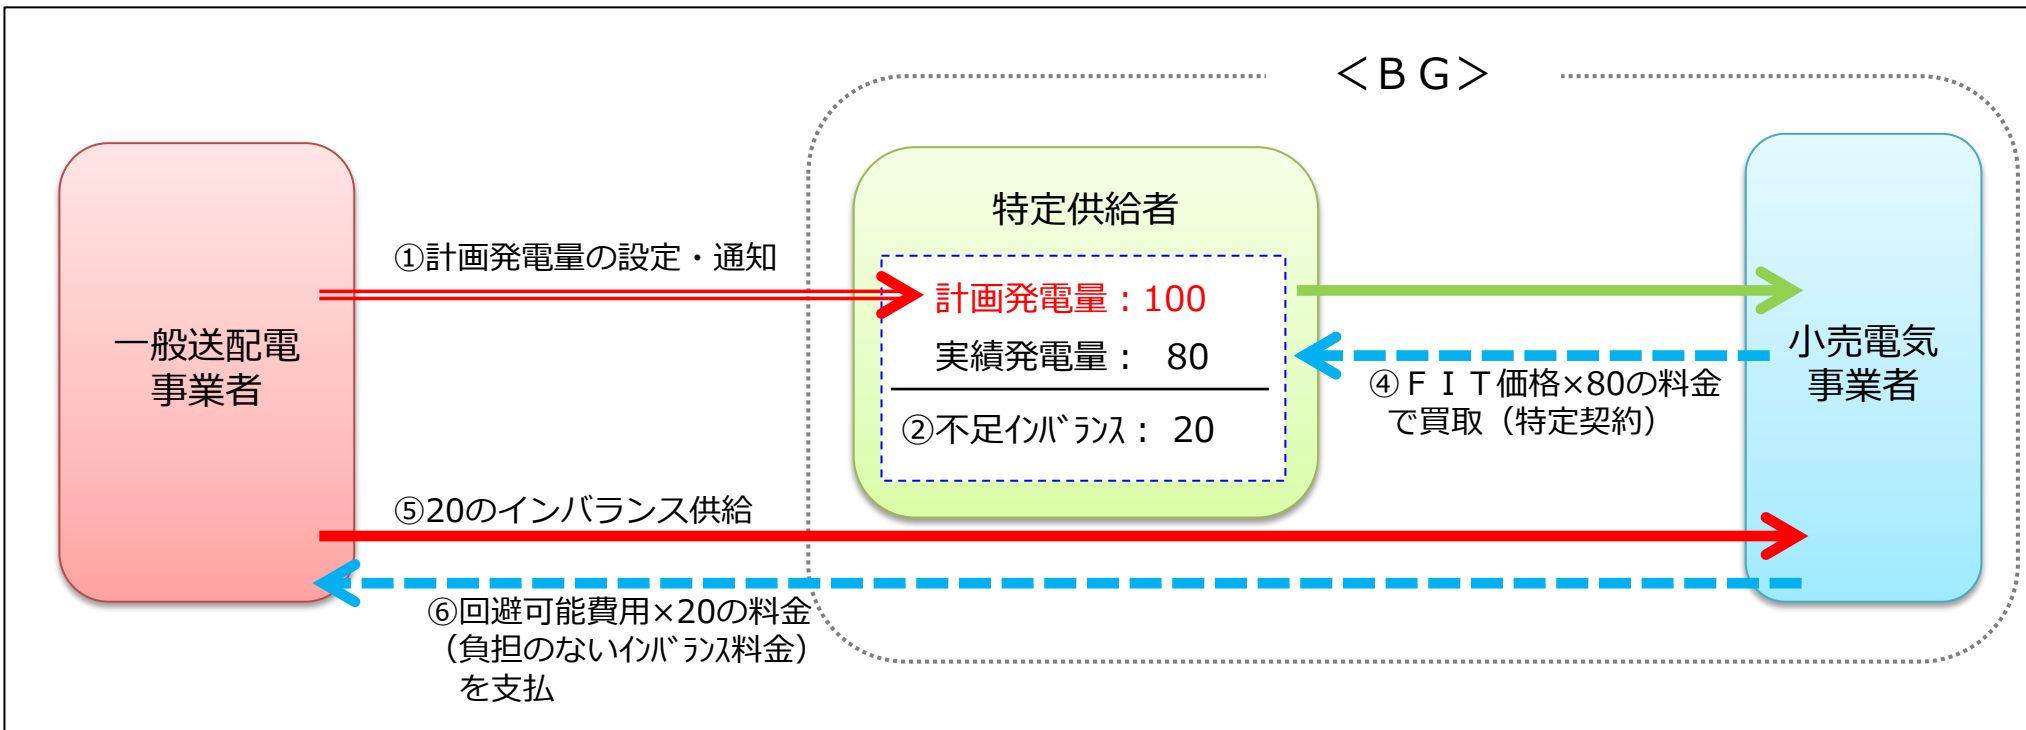 ＜ＢＧ＞
特定供給者
①計画発電量の設定・通知
計画発電量：100
実績発電量： 80
②不足ｲﾝﾊﾞﾗﾝｽ： 20
一般送配電
事業者
小売電気
事業者
④ＦＩＴ価格×80の料金
で買取（特定契約）
⑤20のインバランス供給
⑥回避可能費用×20の料金
（負担のないｲﾝﾊﾞﾗﾝｽ料金）
を支払